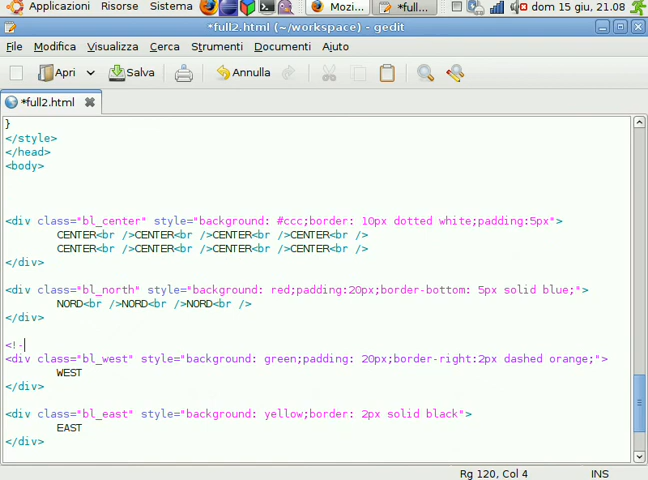 Applicazioni Risorse Sistema Mozi... *full... dom 15 giu, 21.08
*full2.html (~/workspace) - gedit
File Modifica Visualizza Cerca Strumenti Documenti Aiuto
Apri Salva Annulla
*full2.html
}
</style>
</head>
<body>
<div class="bl_center" style="background: #ccc;border: 10px dotted white;padding:5px">
CENTER<br />CENTER<br />CENTER<br />CENTER<br />
CENTER<br />CENTER<br />CENTER<br />CENTER<br />
</div>
<div class="bl_north" style="background: red;padding:20px;border-bottom: 5px solid blue;">
NORD<br />NORD<br />NORD<br />
</div>
<!-
<div class="bl_west" style="background: green;padding: 20px;border-right:2px dashed orange;">
WEST
</div>
<div class="bl_east" style="background: yellow;border: 2px solid black">
EAST
</div>
Rg 120, Col 4 INS